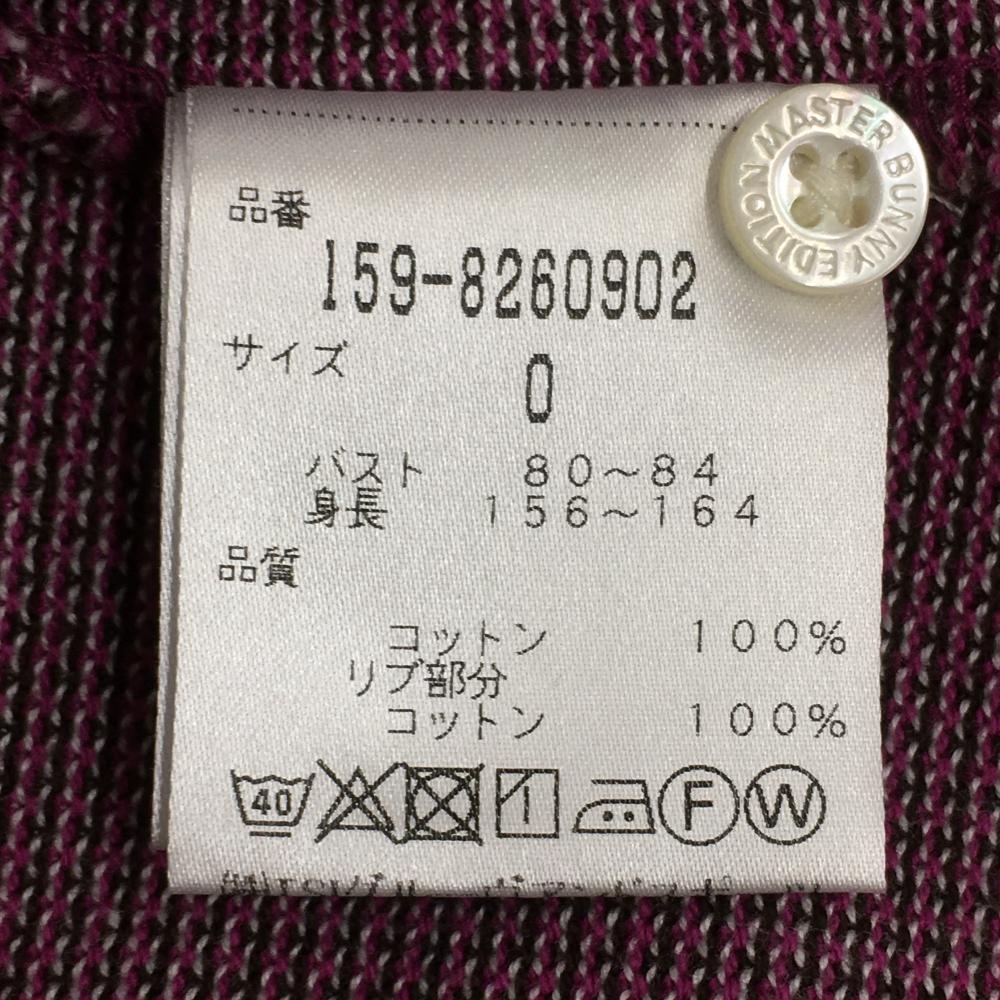 品番
159-8260902
サイズ
0
バスト 80～84
身長 156～164
品質
コットン 100%
リブ部分
コットン 100%
40 F W
MASTER BUNNY EDITION